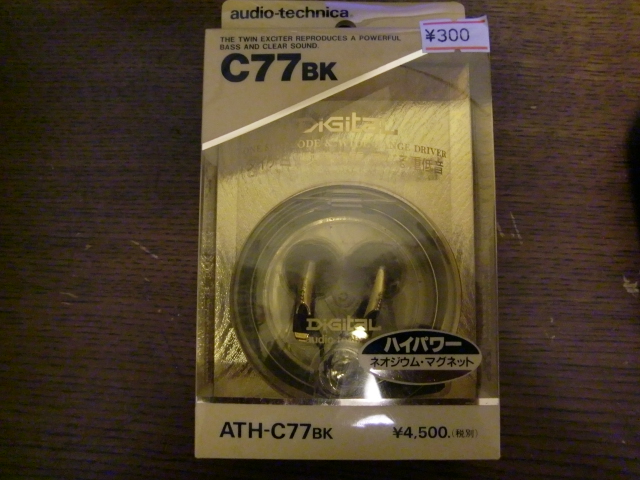 audio-technica
¥300
THE TWIN EXCITER REPRODUCES A POWERFUL
BASS AND CLEAR SOUND.
C77BK
DiGitaL
DRIVER
DiGitaL
ハイパワー
ネオジウム・マグネット
ATH-C77BK
¥4,500.(税別)